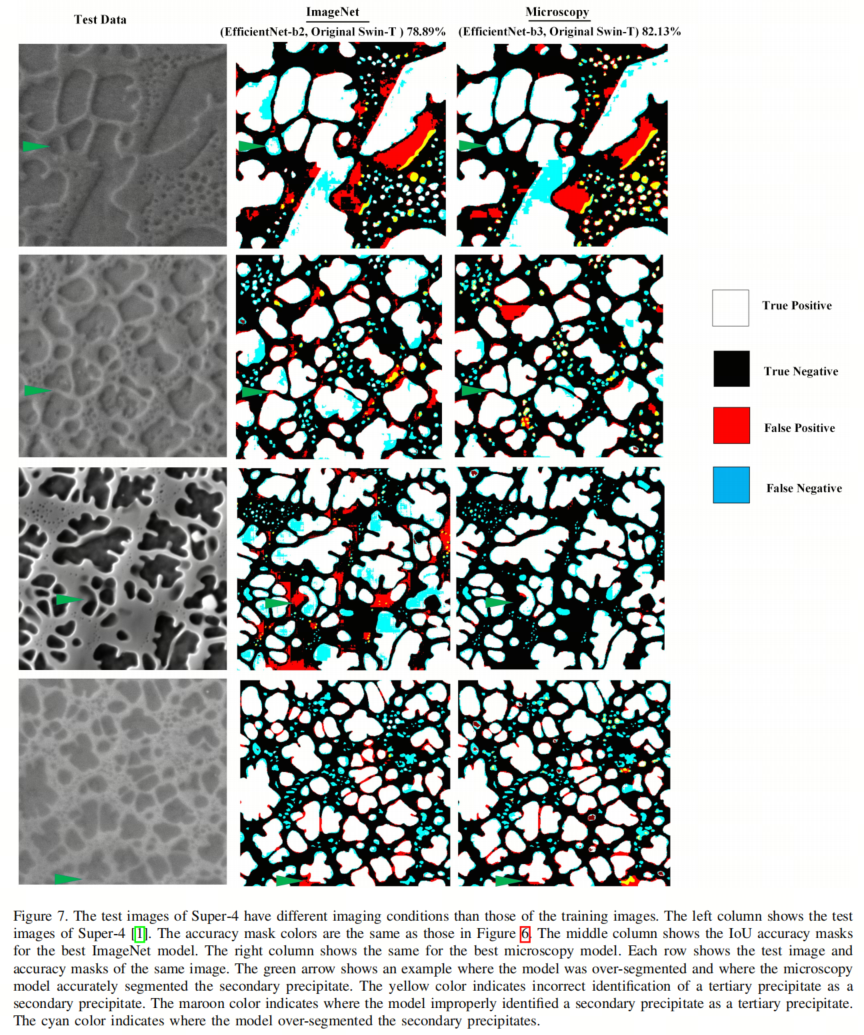 Test Data
ImageNet
(EfficientNet-b2, Original Swin-T ) 78.89%
Microscopy
(EfficientNet-b3, Original Swin-T) 82.13%
True Positive
True Negative
False Positive
False Negative
Figure 7. The test images of Super-4 have different imaging conditions than those of the training images. The left column shows the test
images of Super-4 [1]. The accuracy mask colors are the same as those in Figure 6. The middle column shows the IoU accuracy masks
for the best ImageNet model. The right column shows the same for the best microscopy model. Each row shows the test image and
accuracy masks of the same image. The green arrow shows an example where the model was over-segmented and where the microscopy
model accurately segmented the secondary precipitate. The yellow color indicates incorrect identification of a tertiary precipitate as a
secondary precipitate. The maroon color indicates where the model improperly identified a secondary precipitate as a tertiary precipitate.
The cyan color indicates where the model over-segmented the secondary precipitates.